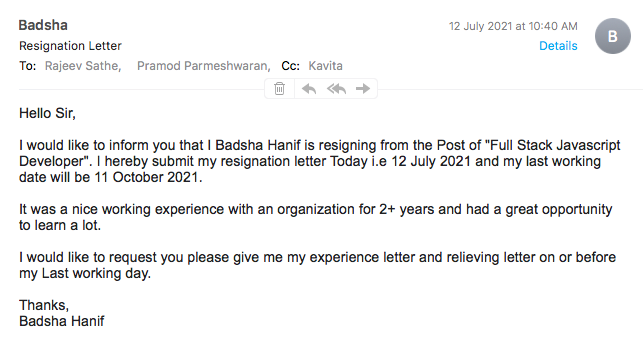 Badsha
12 July 2021 at 10:40 AM
B
Resignation Letter
Details
To: Rajeev Sathe, Pramod Parmeshwaran, Cc: Kavita
Hello Sir,
I would like to inform you that I Badsha Hanif is resigning from the Post of "Full Stack Javascript
Developer". I hereby submit my resignation letter Today i.e 12 July 2021 and my last working
date will be 11 October 2021.
It was a nice working experience with an organization for 2+ years and had a great opportunity
to learn a lot.
I would like to request you please give me my experience letter and relieving letter on or before
my Last working day.
Thanks,
Badsha Hanif